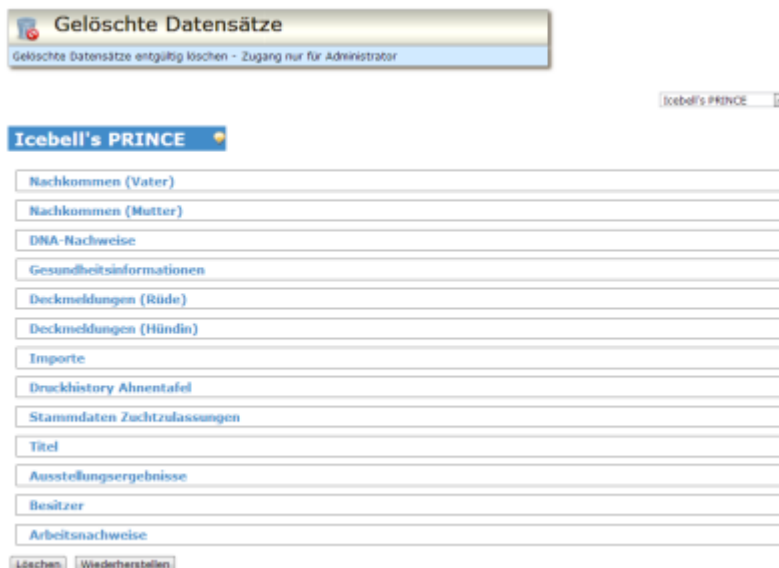 Gelöschte Datensätze
Gelöschte Datensätze entgültig löschen - Zugang nur für Administrator
Icebell's PRINCE
Icebell's PRINCE
Nachkommen (Vater)
Nachkommen (Mutter)
DNA-Nachweise
Gesundheitsinformationen
Deckmeldungen (Rüde)
Deckmeldungen (Hündin)
Importe
Druckhistory Ahnentafel
Stammdaten Zuchtzulassungen
Titel
Ausstellungsergebnisse
Besitzer
Arbeitsnachweise
Löschen Wiederherstellen